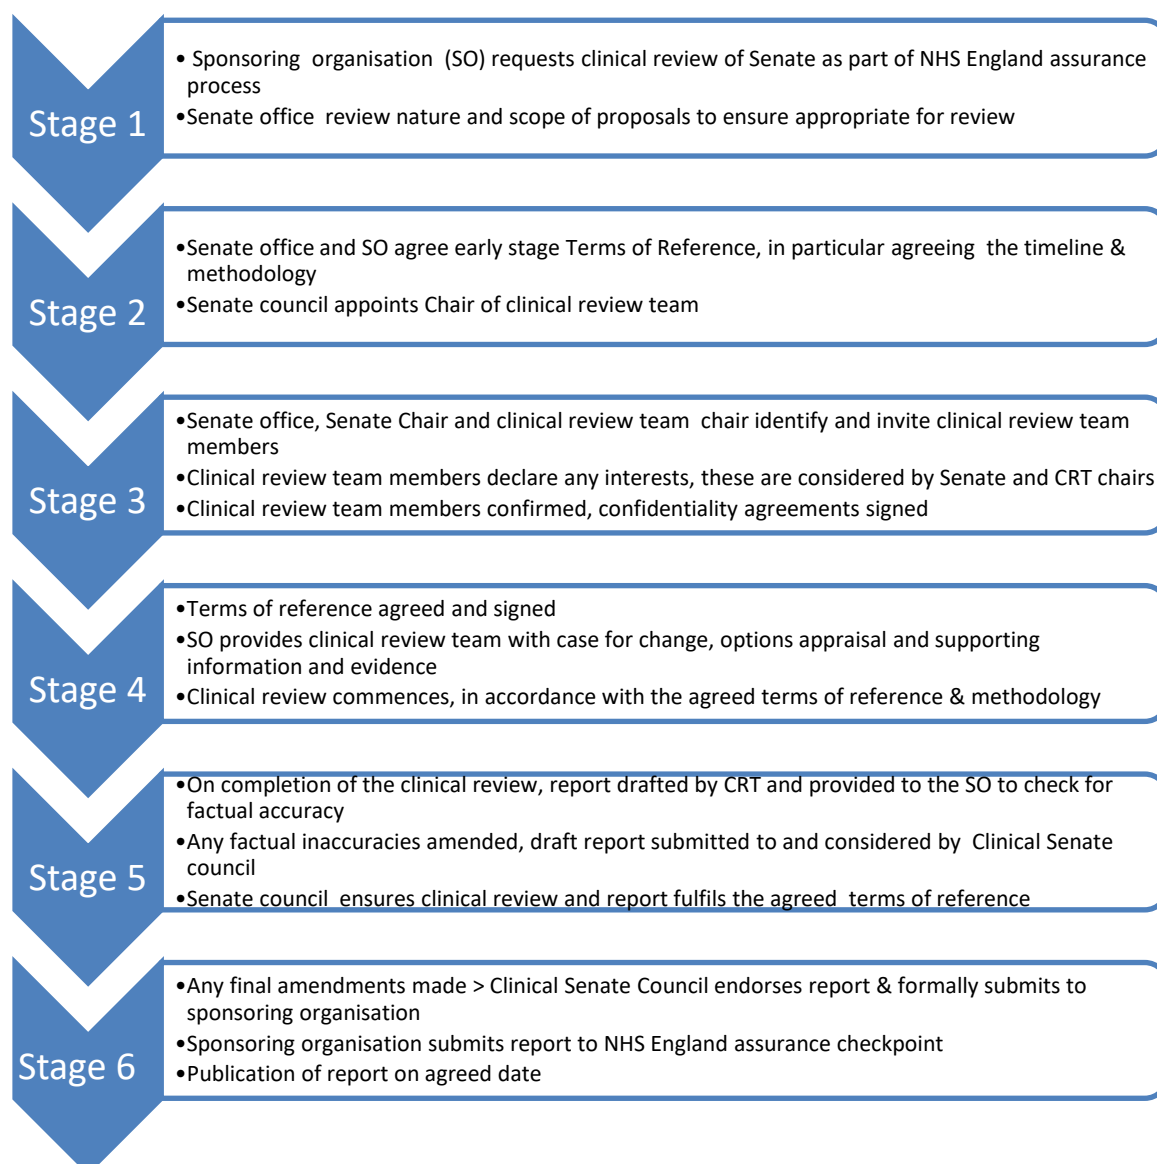 Stage 1
• Sponsoring organisation (SO) requests clinical review of Senate as part of NHS England assurance
process
•Senate office review nature and scope of proposals to ensure appropriate for review
Stage 2
•Senate office and SO agree early stage Terms of Reference, in particular agreeing the timeline &
methodology
•Senate council appoints Chair of clinical review team
Stage 3
•Senate office, Senate Chair and clinical review team chair identify and invite clinical review team
members
•Clinical review team members declare any interests, these are considered by Senate and CRT chairs
•Clinical review team members confirmed, confidentiality agreements signed
Stage 4
•Terms of reference agreed and signed
•SO provides clinical review team with case for change, options appraisal and supporting
information and evidence
•Clinical review commences, in accordance with the agreed terms of reference & methodology
Stage 5
•On completion of the clinical review, report drafted by CRT and provided to the SO to check for
factual accuracy
•Any factual inaccuracies amended, draft report submitted to and considered by Clinical Senate
council
•Senate council ensures clinical review and report fulfils the agreed terms of reference
Stage 6
•Any final amendments made > Clinical Senate Council endorses report & formally submits to
sponsoring organisation
•Sponsoring organisation submits report to NHS England assurance checkpoint
•Publication of report on agreed date